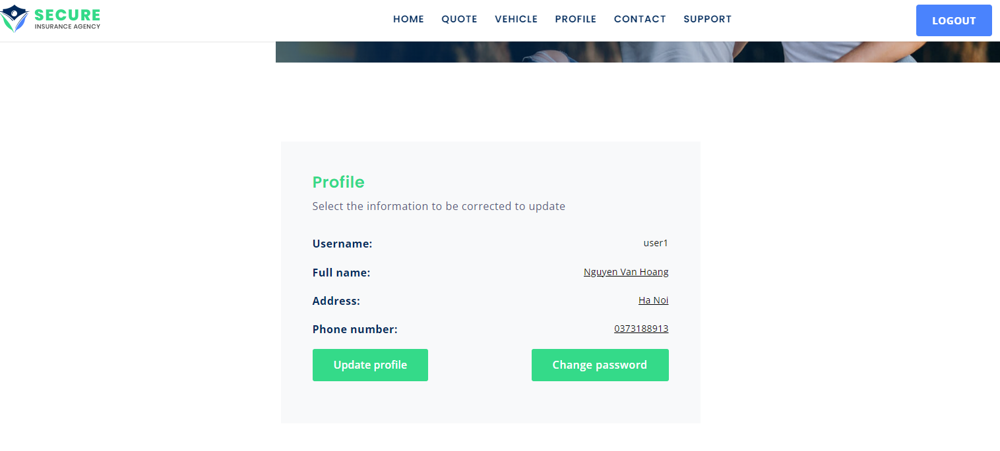 SECURE
INSURANCE AGENCY
HOME QUOTE VEHICLE PROFILE CONTACT SUPPORT
LOGOUT
Profile
Select the information to be corrected to update
Username: user1
Full name: Nguyen Van Hoang
Address: Ha Noi
Phone number: 0373188913
Update profile Change password